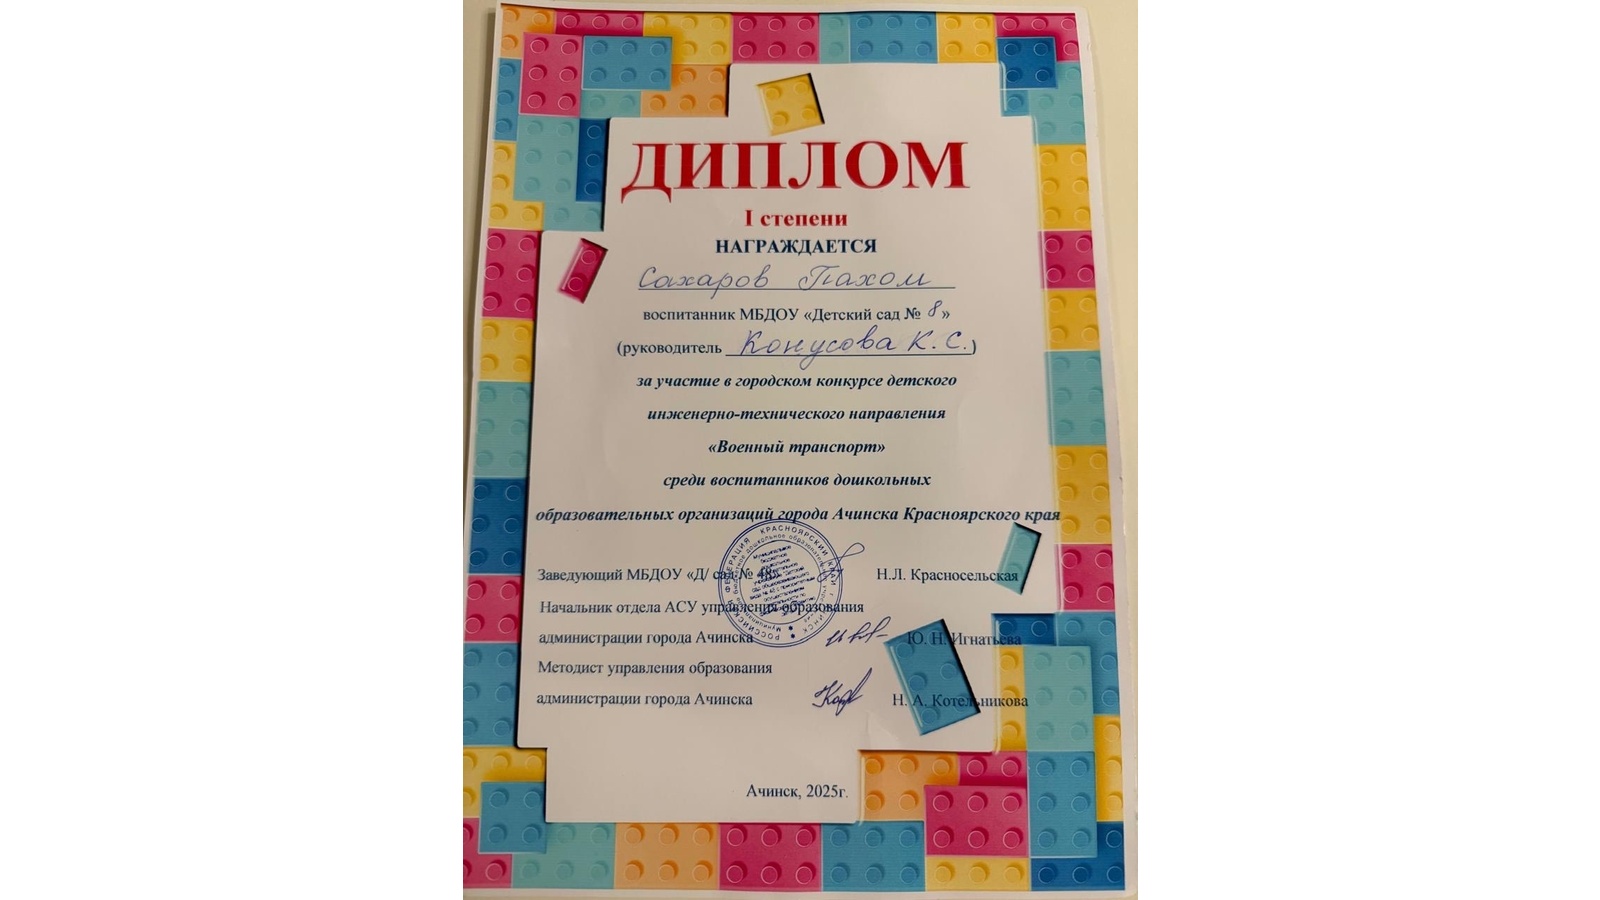 ДИПЛОМ
I степени
НАГРАЖДАЕТСЯ
Сахаров Пахом
воспитанник МБДОУ «Детский сад № 8»
(руководитель Конусова К. С.)
за участие в городском конкурсе детского
инженерно-технического направления
«Военный транспорт»
среди воспитанников дошкольных
образовательных организаций города Ачинска Красноярского края
Заведующий МБДОУ «Д/ сад № Н.Л. Красносельская
Начальник отдела АСУ управления образования
администрации города Ачинска Ю. Н. Игнатьева
Методист управления образования
администрации города Ачинска Н. А. Котельникова
Ачинск, 2025г.